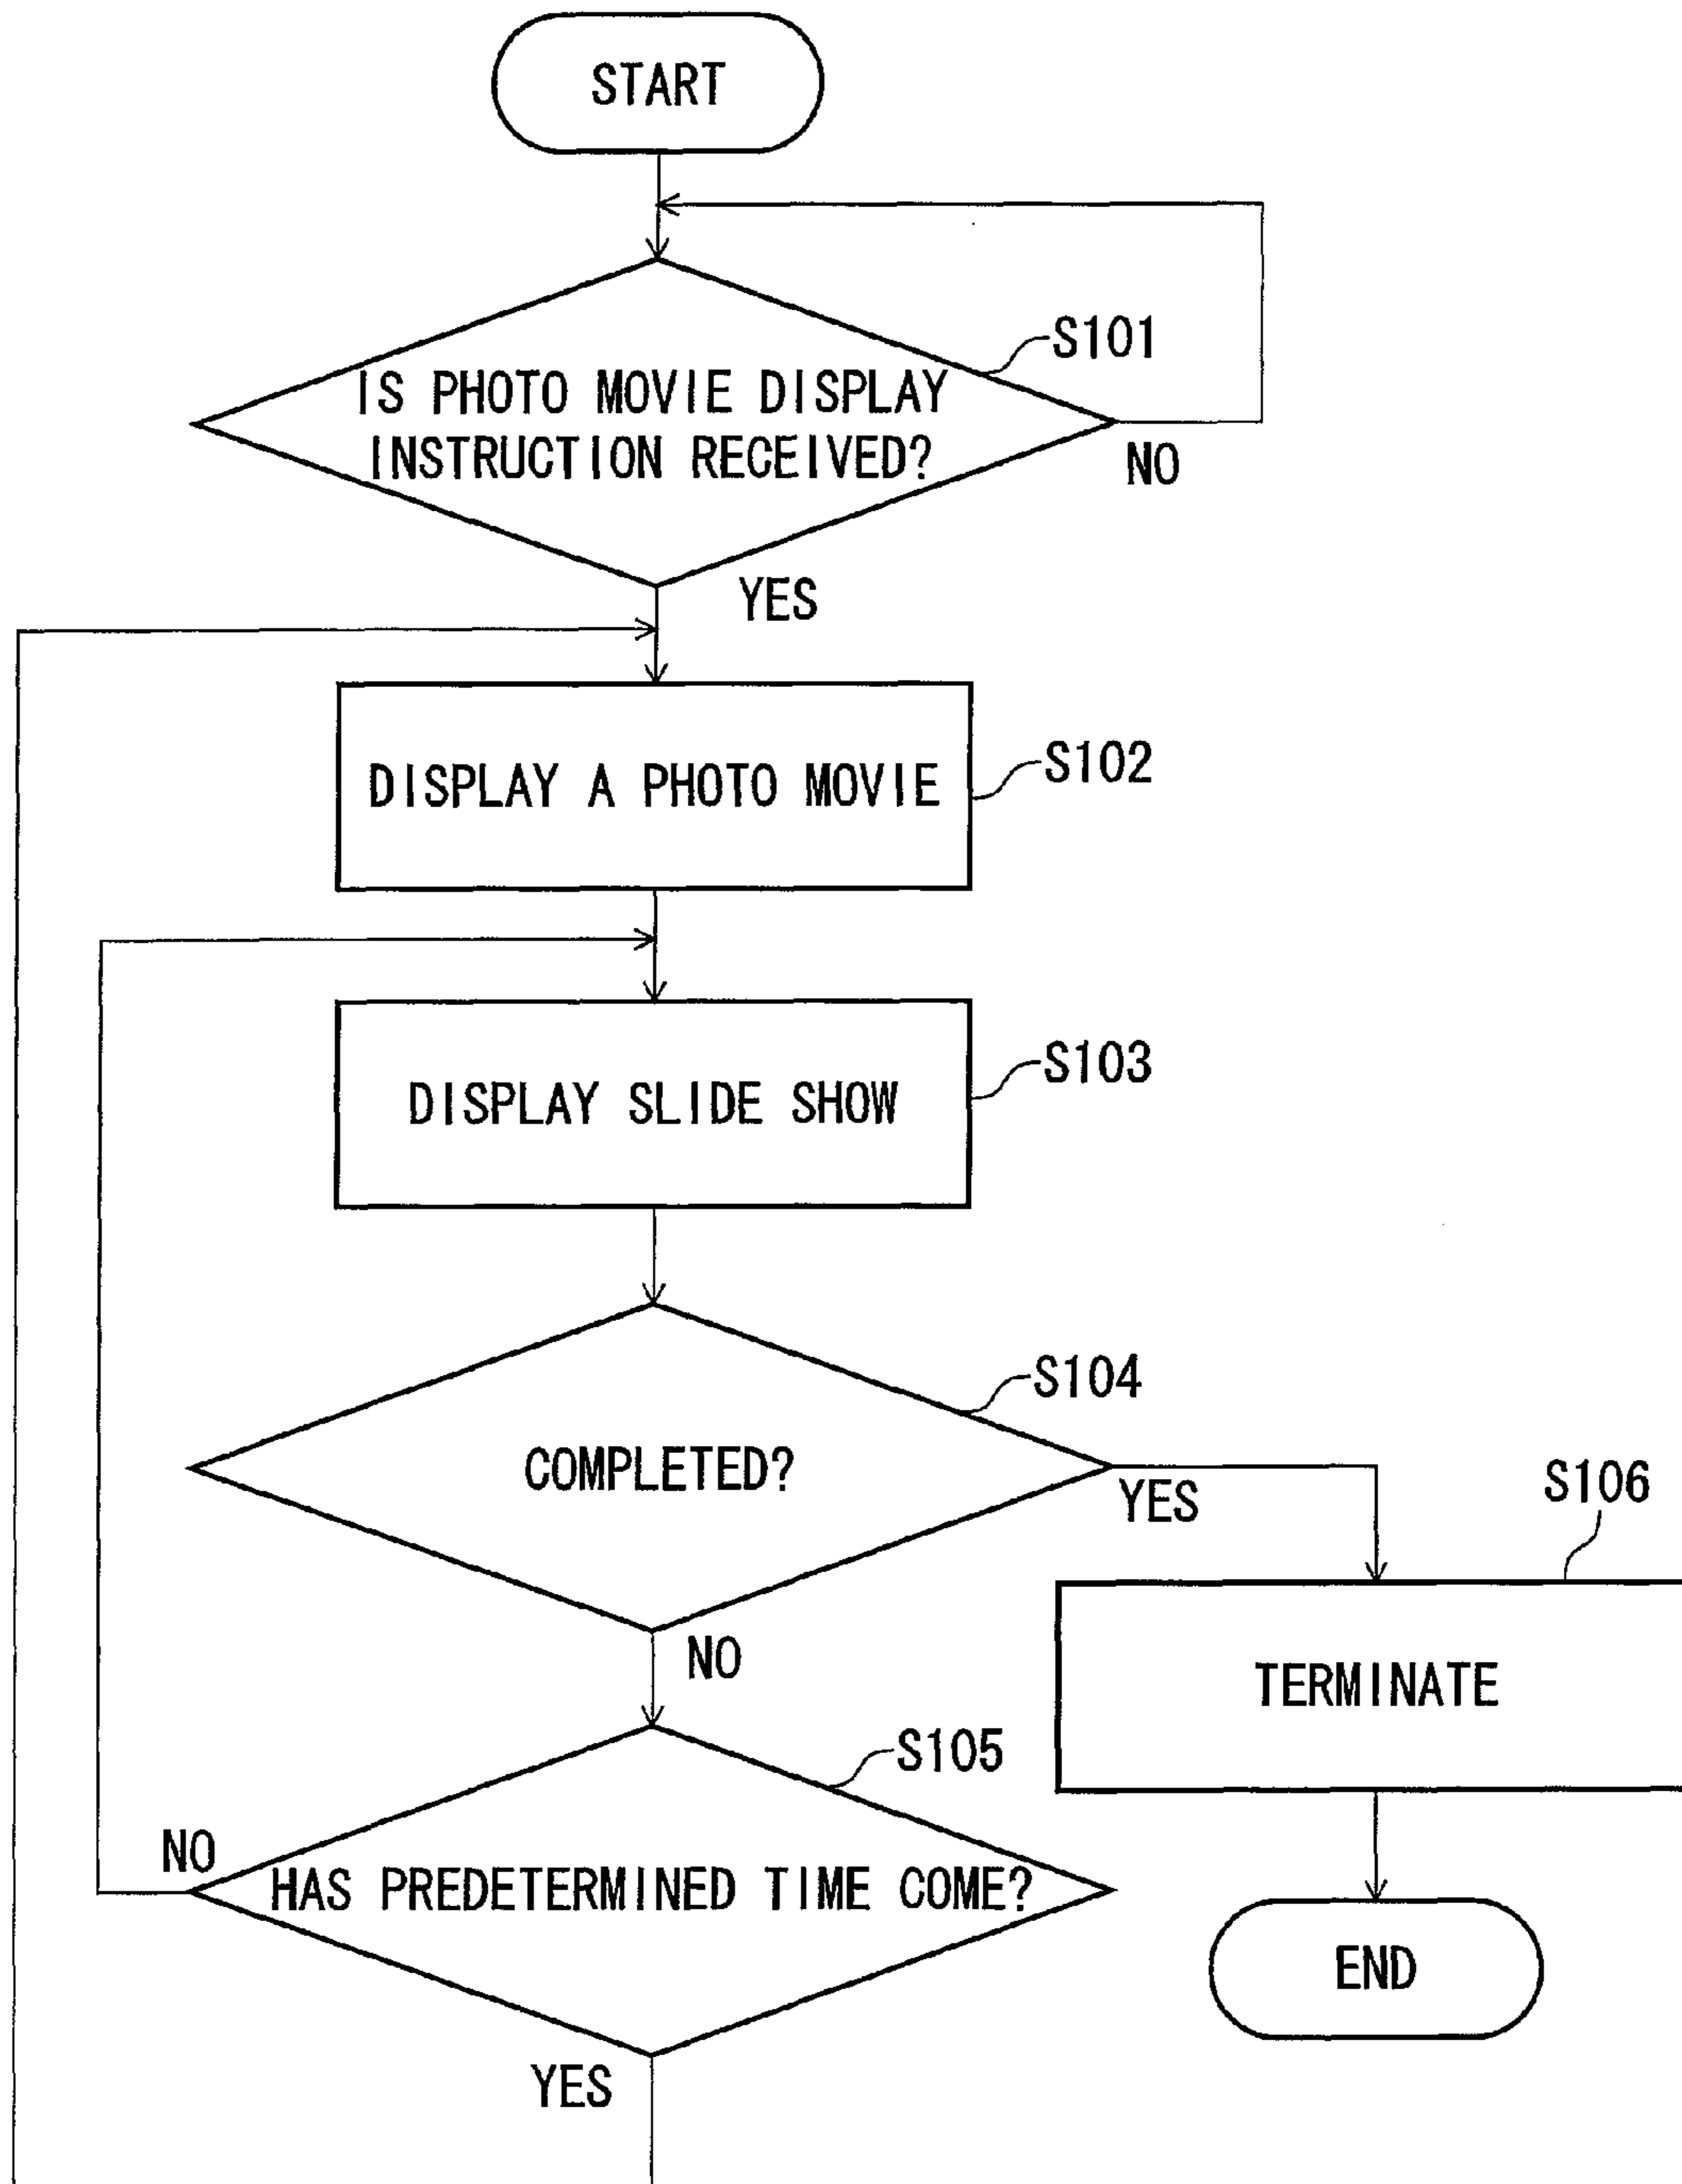 START
S101
IS PHOTO MOVIE DISPLAY
INSTRUCTION RECEIVED?
NO
YES
DISPLAY A PHOTO MOVIE
S102
DISPLAY SLIDE SHOW
S103
S104
COMPLETED?
YES
S106
NO
TERMINATE
S105
NO
HAS PREDETERMINED TIME COME?
END
YES